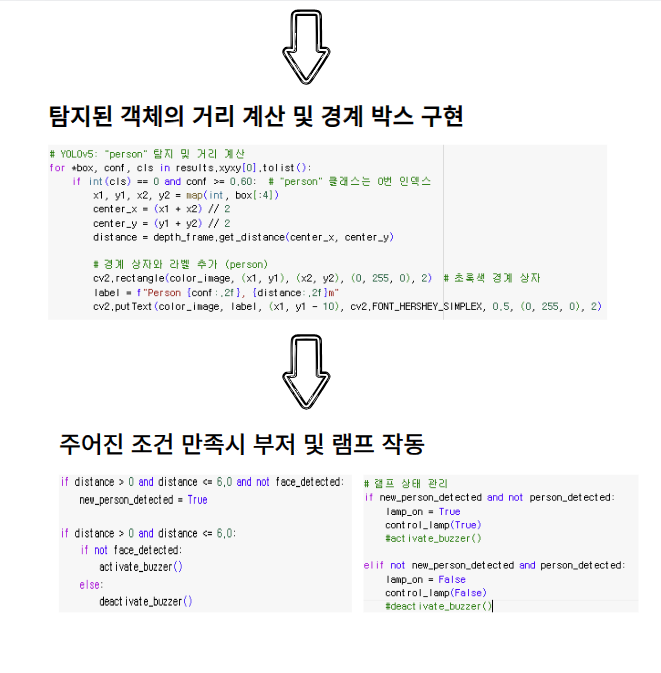 탐지된 객체의 거리 계산 및 경계 박스 구현
# YOLOv5: "person" 탐지 및 거리 계산
for *box, conf, cls in results.xyxy[0].tolist():
    if int(cls) == 0 and conf >= 0.60:  # "person" 클래스는 0번 인덱스
        x1, y1, x2, y2 = map(int, box[:4])
        center_x = (x1 + x2) // 2
        center_y = (y1 + y2) // 2
        distance = depth_frame.get_distance(center_x, center_y)
        # 경계 상자와 라벨 추가 (person)
        cv2.rectangle(color_image, (x1, y1), (x2, y2), (0, 255, 0), 2)  # 초록색 경계 상자
        label = f"Person {conf:.2f}, {distance:.2f}m"
        cv2.putText(color_image, label, (x1, y1 - 10), cv2.FONT_HERSHEY_SIMPLEX, 0.5, (0, 255, 0), 2)
주어진 조건 만족시 부저 및 램프 작동
if distance > 0 and distance <= 6.0 and not face_detected:
    new_person_detected = True
if distance > 0 and distance <= 6.0:
    if not face_detected:
        activate_buzzer()
    else:
        deactivate_buzzer()
# 램프 상태 관리
if new_person_detected and not person_detected:
    lamp_on = True
    control_lamp(True)
    #activate_buzzer()
elif not new_person_detected and person_detected:
    lamp_on = False
    control_lamp(False)
    #deactivate_buzzer()